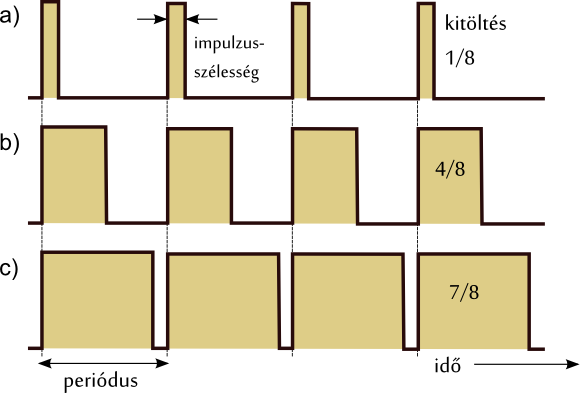 a)
impulzus-
szélesség
kitöltés
1/8
b)
4/8
c)
7/8
periódus
idő